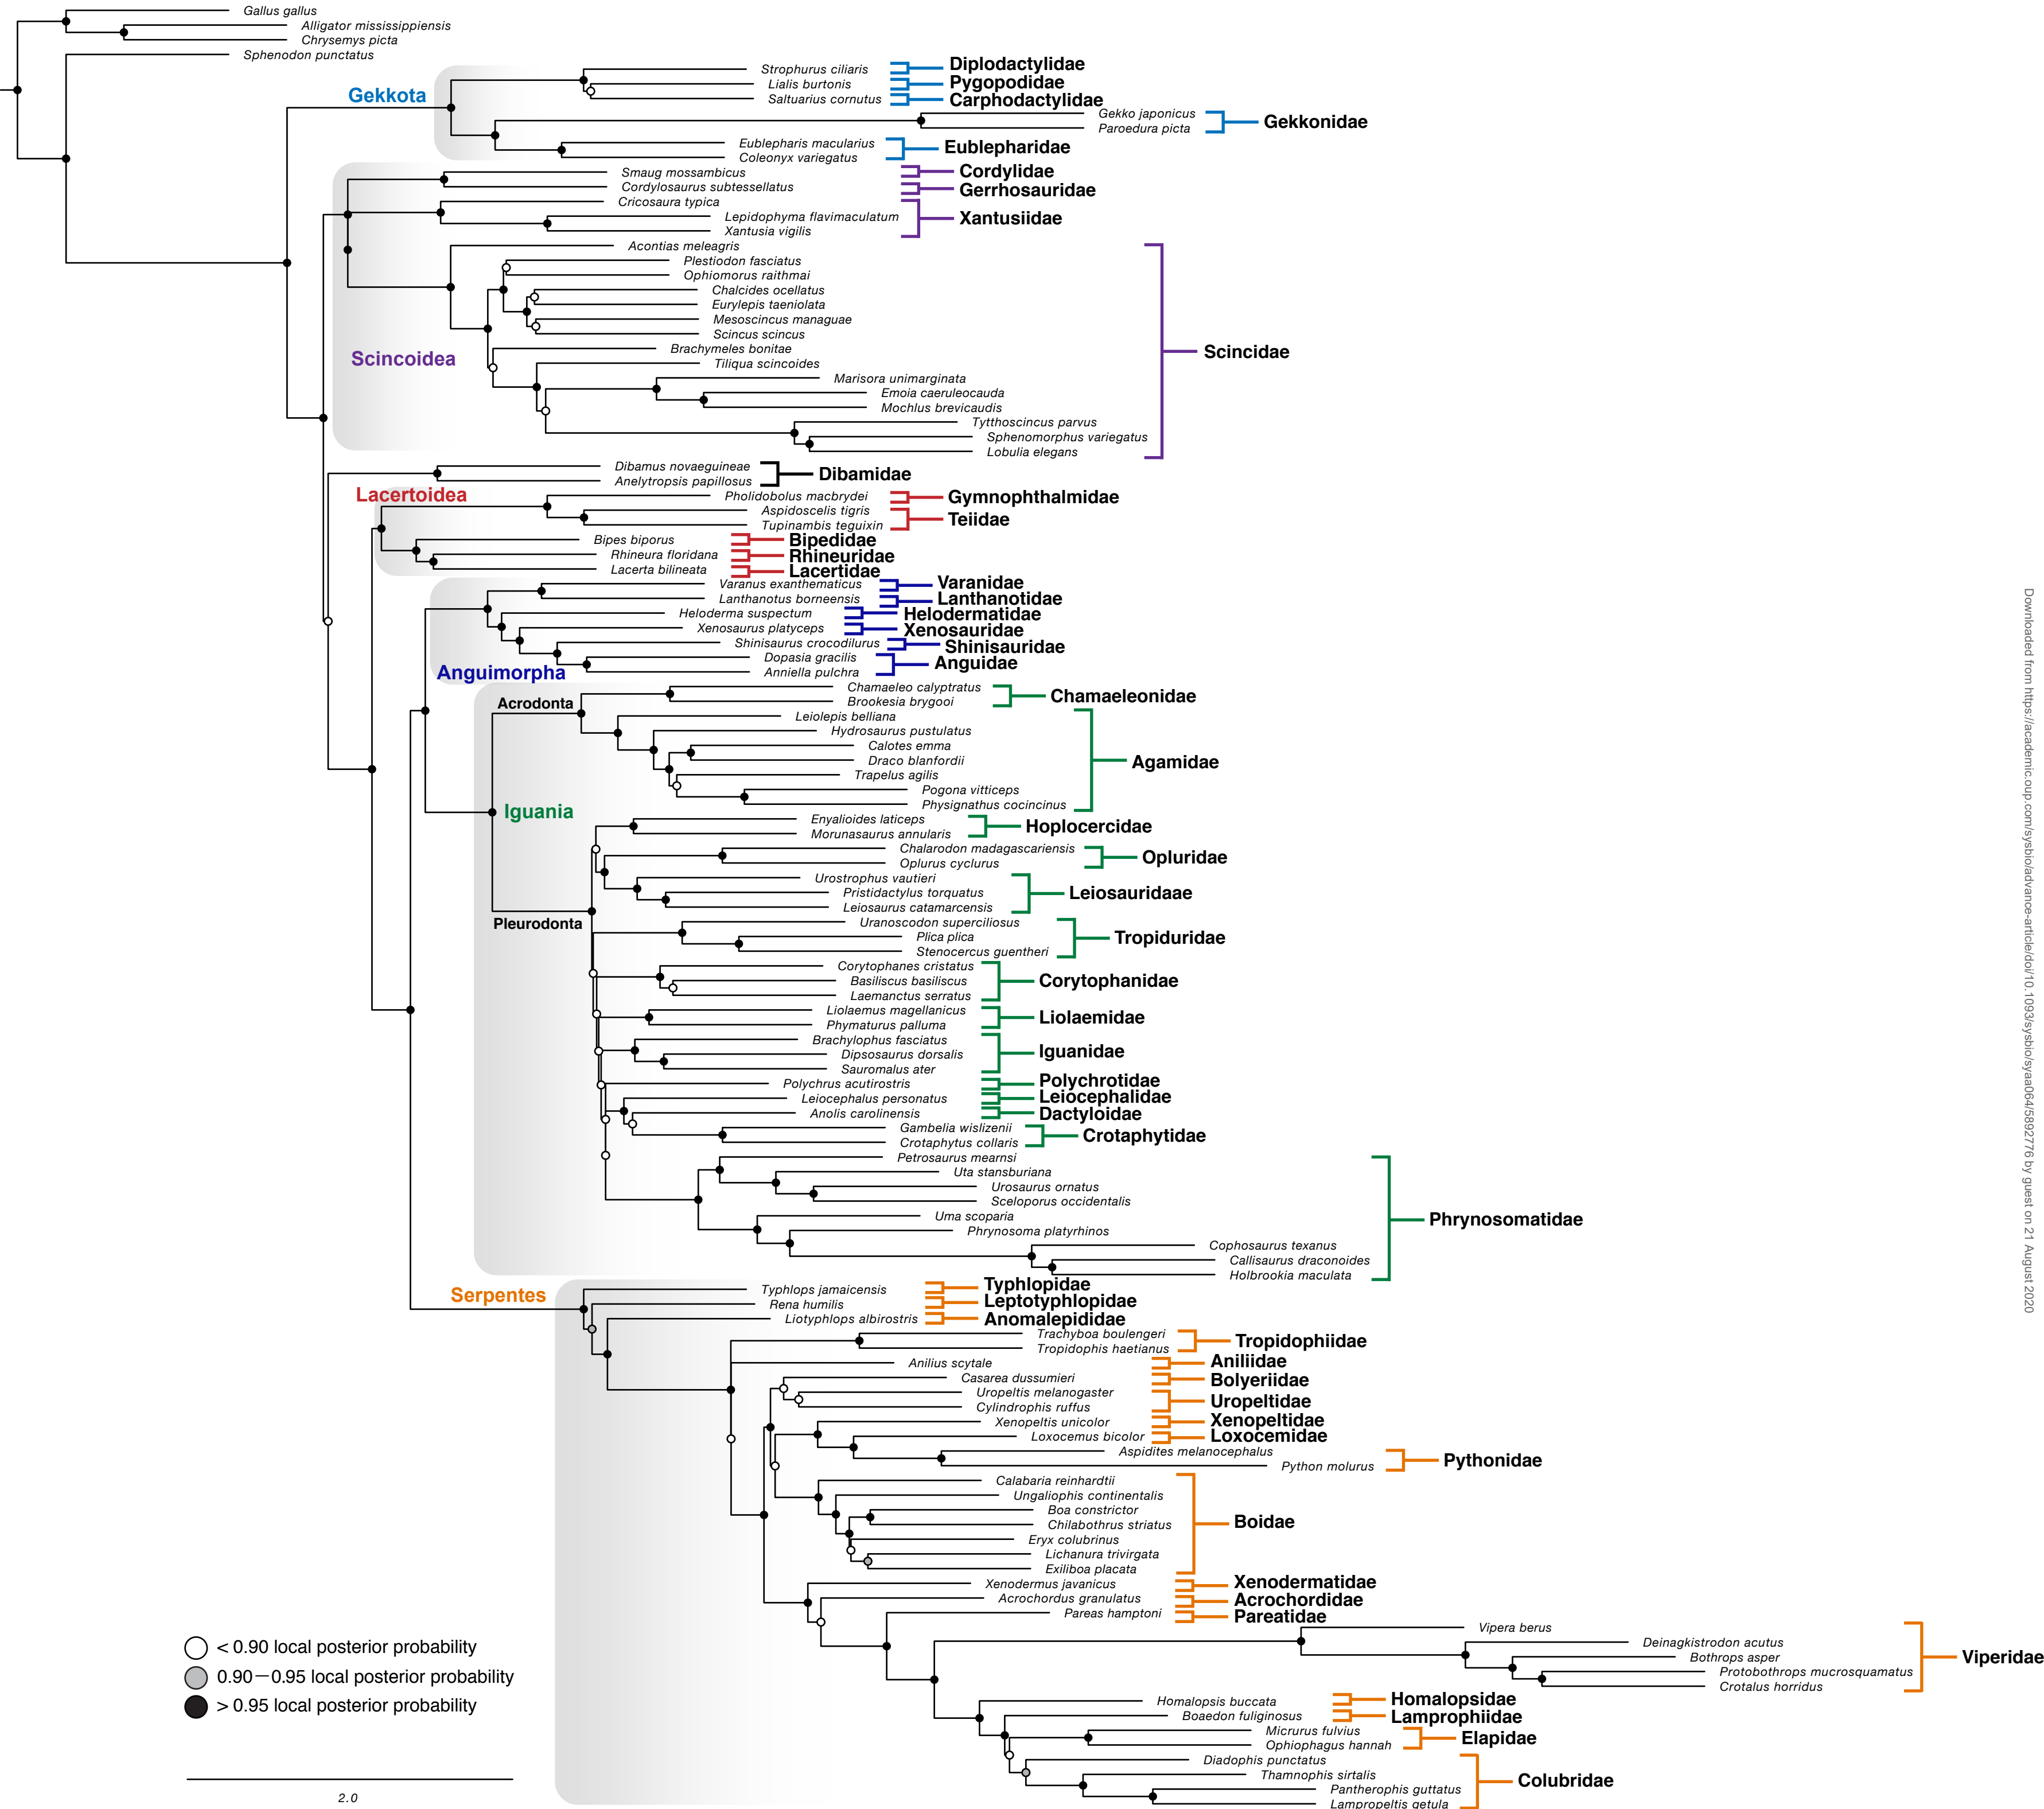 Gallus gallus
Alligator mississippiensis
Chrysemys picta
Sphenodon punctatus
Gekkota
Strophurus ciliaris
Diplodactylidae
Lialis burtonis
Pygopodidae
Saltuarius cornutus
Carphodactylidae
Gekko japonicus
Paroedura picta
Gekkonidae
Eublepharis macularius
Coleonyx variegatus
Eublepharidae
Smaug mossambicus
Cordylidae
Cordylosaurus subtessellatus
Gerrhosauridae
Cricosaura typica
Lepidophyma flavimaculatum
Xantusia vigilis
Xantusiidae
Acontias meleagris
Plestiodon fasciatus
Ophiomorus raithmai
Chalcides ocellatus
Eurylepis taeniolata
Mesoscincus managuae
Scincus scincus
Brachymeles bonitae
Scincoidea
Scincidae
Tiliqua scincoides
Marisora unimarginata
Emoia caeruleocauda
Mochlus brevicaudis
Tytthoscincus parvus
Sphenomorphus variegatus
Lobulia elegans
Dibamus novaeguineae
Anelytropsis papillosus
Dibamidae
Lacertoidea
Pholidobolus macbrydei
Gymnophthalmidae
Aspidoscelis tigris
Tupinambis teguixin
Teiidae
Bipes biporus
Bipedidae
Rhineura floridana
Rhineuridae
Lacerta bilineata
Lacertidae
Varanus exanthematicus
Varanidae
Lanthanotus borneensis
Lanthanotidae
Heloderma suspectum
Helodermatidae
Xenosaurus platyceps
Xenosauridae
Shinisaurus crocodilurus
Shinisauridae
Dopasia gracilis
Anniella pulchra
Anguidae
Anguimorpha
Acrodonta
Chamaeleo calyptratus
Brookesia brygooi
Chamaeleonidae
Leiolepis belliana
Hydrosaurus pustulatus
Calotes emma
Draco blanfordii
Trapelus agilis
Pogona vitticeps
Physignathus cocincinus
Agamidae
Iguania
Enyalioides laticeps
Morunasaurus annularis
Hoplocercidae
Chalarodon madagascariensis
Oplurus cyclurus
Opluridae
Urostrophus vautieri
Pristidactylus torquatus
Leiosaurus catamarcensis
Leiosauridaae
Pleurodonta
Uranoscodon superciliosus
Plica plica
Stenocercus guentheri
Tropiduridae
Corytophanes cristatus
Basiliscus basiliscus
Laemanctus serratus
Corytophanidae
Liolaemus magellanicus
Phymaturus palluma
Liolaemidae
Brachylophus fasciatus
Dipsosaurus dorsalis
Sauromalus ater
Iguanidae
Polychrus acutirostris
Polychrotidae
Leiocephalus personatus
Leiocephalidae
Anolis carolinensis
Dactyloidae
Gambelia wislizenii
Crotaphytus collaris
Crotaphytidae
Petrosaurus mearnsi
Uta stansburiana
Urosaurus ornatus
Sceloporus occidentalis
Uma scoparia
Phrynosoma platyrhinos
Cophosaurus texanus
Callisaurus draconoides
Holbrookia maculata
Phrynosomatidae
Serpentes
Typhlops jamaicensis
Typhlopidae
Rena humilis
Leptotyphlopidae
Liotyphlops albirostris
Anomalepididae
Trachyboa boulengeri
Tropidophis haetianus
Tropidophiidae
Anilius scytale
Aniliidae
Casarea dussumieri
Bolyeriidae
Uropeltis melanogaster
Cylindrophis ruffus
Uropeltidae
Xenopeltis unicolor
Xenopeltidae
Loxocemus bicolor
Loxocemidae
Aspidites melanocephalus
Python molurus
Pythonidae
Calabaria reinhardtii
Ungaliophis continentalis
Boa constrictor
Chilabothrus striatus
Eryx colubrinus
Lichanura trivirgata
Exiliboa placata
Boidae
Xenodermus javanicus
Xenodermatidae
Acrochordus granulatus
Acrochordidae
Pareas hamptoni
Pareatidae
Vipera berus
Deinagkistrodon acutus
Bothrops asper
Protobothrops mucrosquamatus
Crotalus horridus
Viperidae
Homalopsis buccata
Homalopsidae
Boaedon fuliginosus
Lamprophiidae
Micrurus fulvius
Ophiophagus hannah
Elapidae
Diadophis punctatus
Thamnophis sirtalis
Pantherophis guttatus
Lampropeltis getula
Colubridae
< 0.90 local posterior probability
0.90–0.95 local posterior probability
> 0.95 local posterior probability
2.0
Downloaded from https://academic.oup.com/sysbio/advance-article/doi/10.1093/sysbio/syaa064/5892776 by guest on 21 August 2020